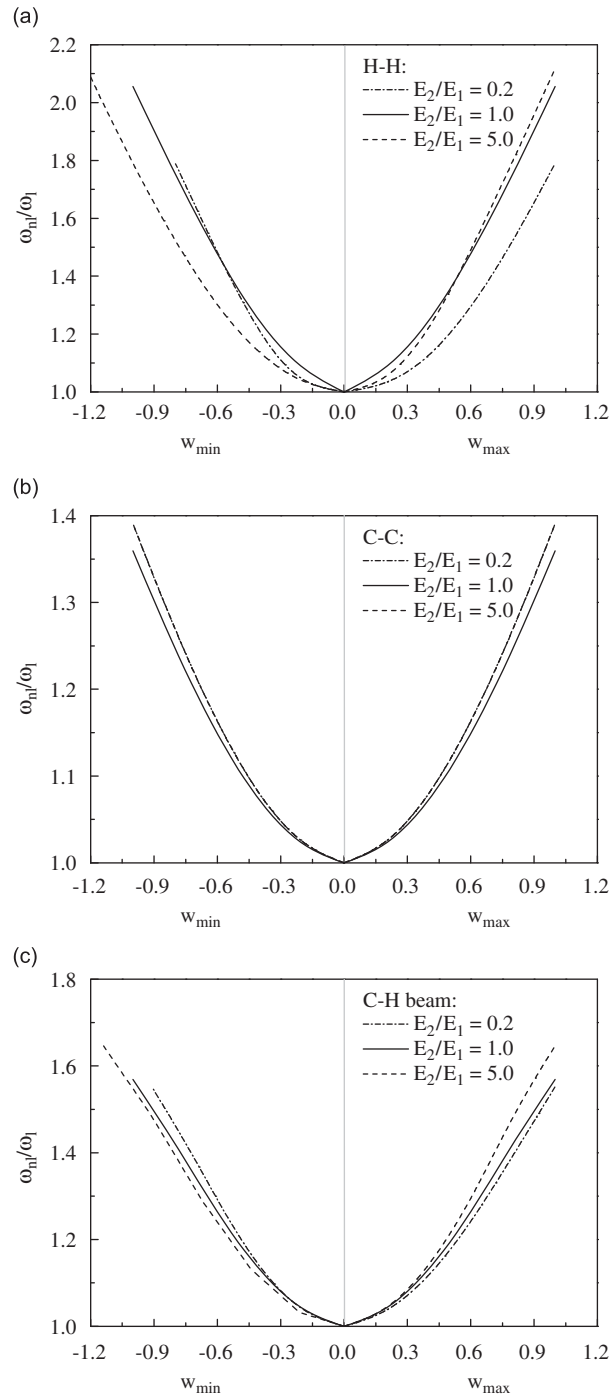 (a)
2.2
2.0
1.8
1.6
1.4
1.2
1.0
ωnl/ωl
H-H:
E2/E1 = 0.2
E2/E1 = 1.0
E2/E1 = 5.0
-1.2 -0.9 -0.6 -0.3 0.0 0.3 0.6 0.9 1.2
wmin wmax
(b)
1.4
1.3
1.2
1.1
1.0
ωnl/ωl
C-C:
E2/E1 = 0.2
E2/E1 = 1.0
E2/E1 = 5.0
-1.2 -0.9 -0.6 -0.3 0.0 0.3 0.6 0.9 1.2
wmin wmax
(c)
1.8
1.6
1.4
1.2
1.0
ωnl/ωl
C-H beam:
E2/E1 = 0.2
E2/E1 = 1.0
E2/E1 = 5.0
-1.2 -0.9 -0.6 -0.3 0.0 0.3 0.6 0.9 1.2
wmin wmax